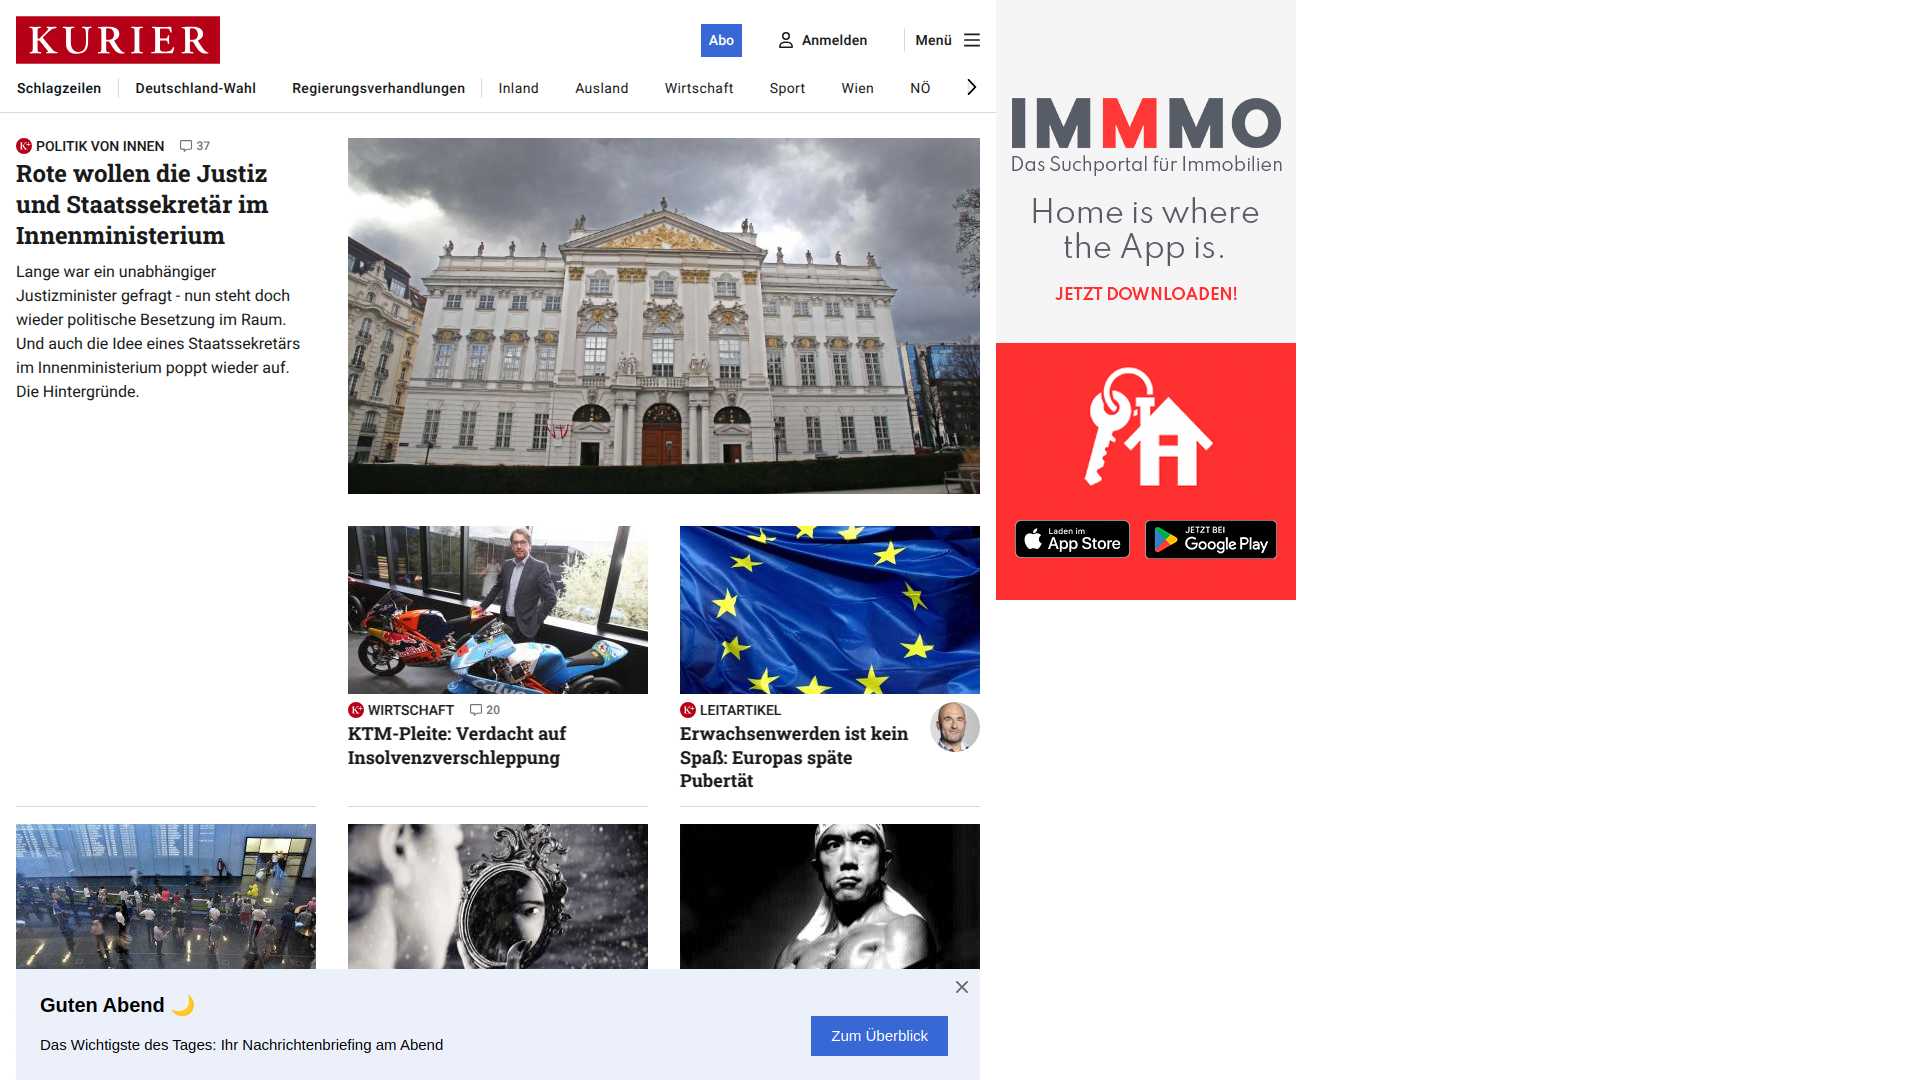 KURIER
Abo
Anmelden
Menü
Schlagzeilen
Deutschland-Wahl
Regierungsverhandlungen
Inland
Ausland
Wirtschaft
Sport
Wien
NÖ
POLITIK VON INNEN 37
Rote wollen die Justiz
und Staatssekretär im
Innenministerium
Lange war ein unabhängiger
Justizminister gefragt - nun steht doch
wieder politische Besetzung im Raum.
Und auch die Idee eines Staatssekretärs
im Innenministerium poppt wieder auf.
Die Hintergründe.
WIRTSCHAFT 20
KTM-Pleite: Verdacht auf
Insolvenzverschleppung
LEITARTIKEL
Erwachsenwerden ist kein
Spaß: Europas späte
Pubertät
Guten Abend 🌙
Das Wichtigste des Tages: Ihr Nachrichtenbriefing am Abend
Zum Überblick
IMMMO
Das Suchportal für Immobilien
Home is where
the App is.
JETZT DOWNLOADEN!
Laden im
App Store
JETZT BEI
Google Play